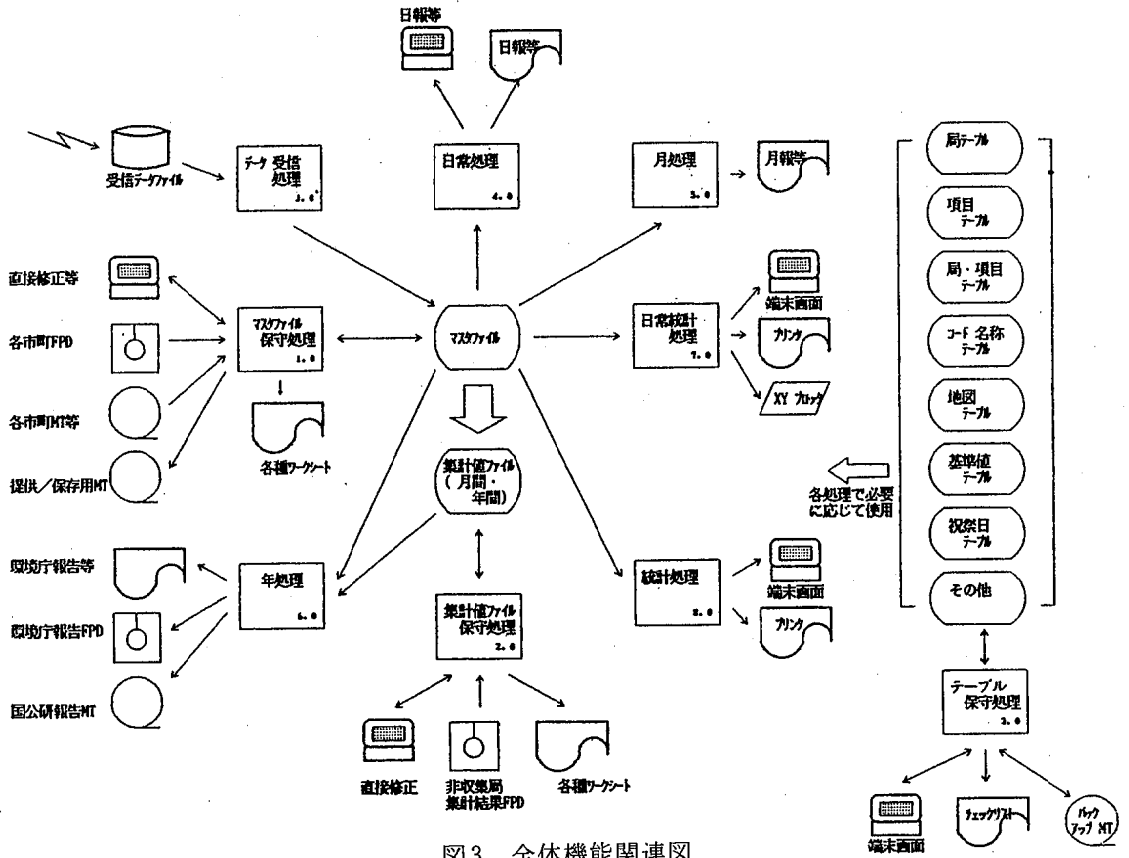 日報等
日報等
受信ﾃﾞｰﾀﾌｧｲﾙ
ﾃﾞｰﾀ 受信
処理
日常処理
4.0
月処理
5.0
月報等
直接修正等
各市町FPD
各市町MT等
提供／保存用MT
ﾏｽﾀﾌｧｲﾙ
保守処理
1.0
各種ﾜｰｸｼｰﾄ
ﾏｽﾀﾌｧｲﾙ
日常統計
処理
7.0
端末画面
ﾌﾟﾘﾝﾀ
XY ﾌﾟﾛｯﾀ
集計値ﾌｧｲﾙ
(月間・
年間)
環境庁報告等
環境庁報告FPD
国公研報告MT
年処理
6.0
集計値ﾌｧｲﾙ
保守処理
2.0
直接修正
非収集局
集計結果FPD
各種ﾜｰｸｼｰﾄ
統計処理
8.0
端末画面
ﾌﾟﾘﾝﾀ
各処理で必要
に応じて使用
局ﾃｰﾌﾞﾙ
項目
ﾃｰﾌﾞﾙ
局・項目
ﾃｰﾌﾞﾙ
ｺｰﾄﾞ 名称
ﾃｰﾌﾞﾙ
地図
ﾃｰﾌﾞﾙ
基準値
ﾃｰﾌﾞﾙ
祝祭日
ﾃｰﾌﾞﾙ
その他
テーブル
保守処理
端末画面
ﾁｪｯｸﾘｽﾄ
ﾊﾞｯｸ
ｱｯﾌﾟ MT
図3 全体機能関連図